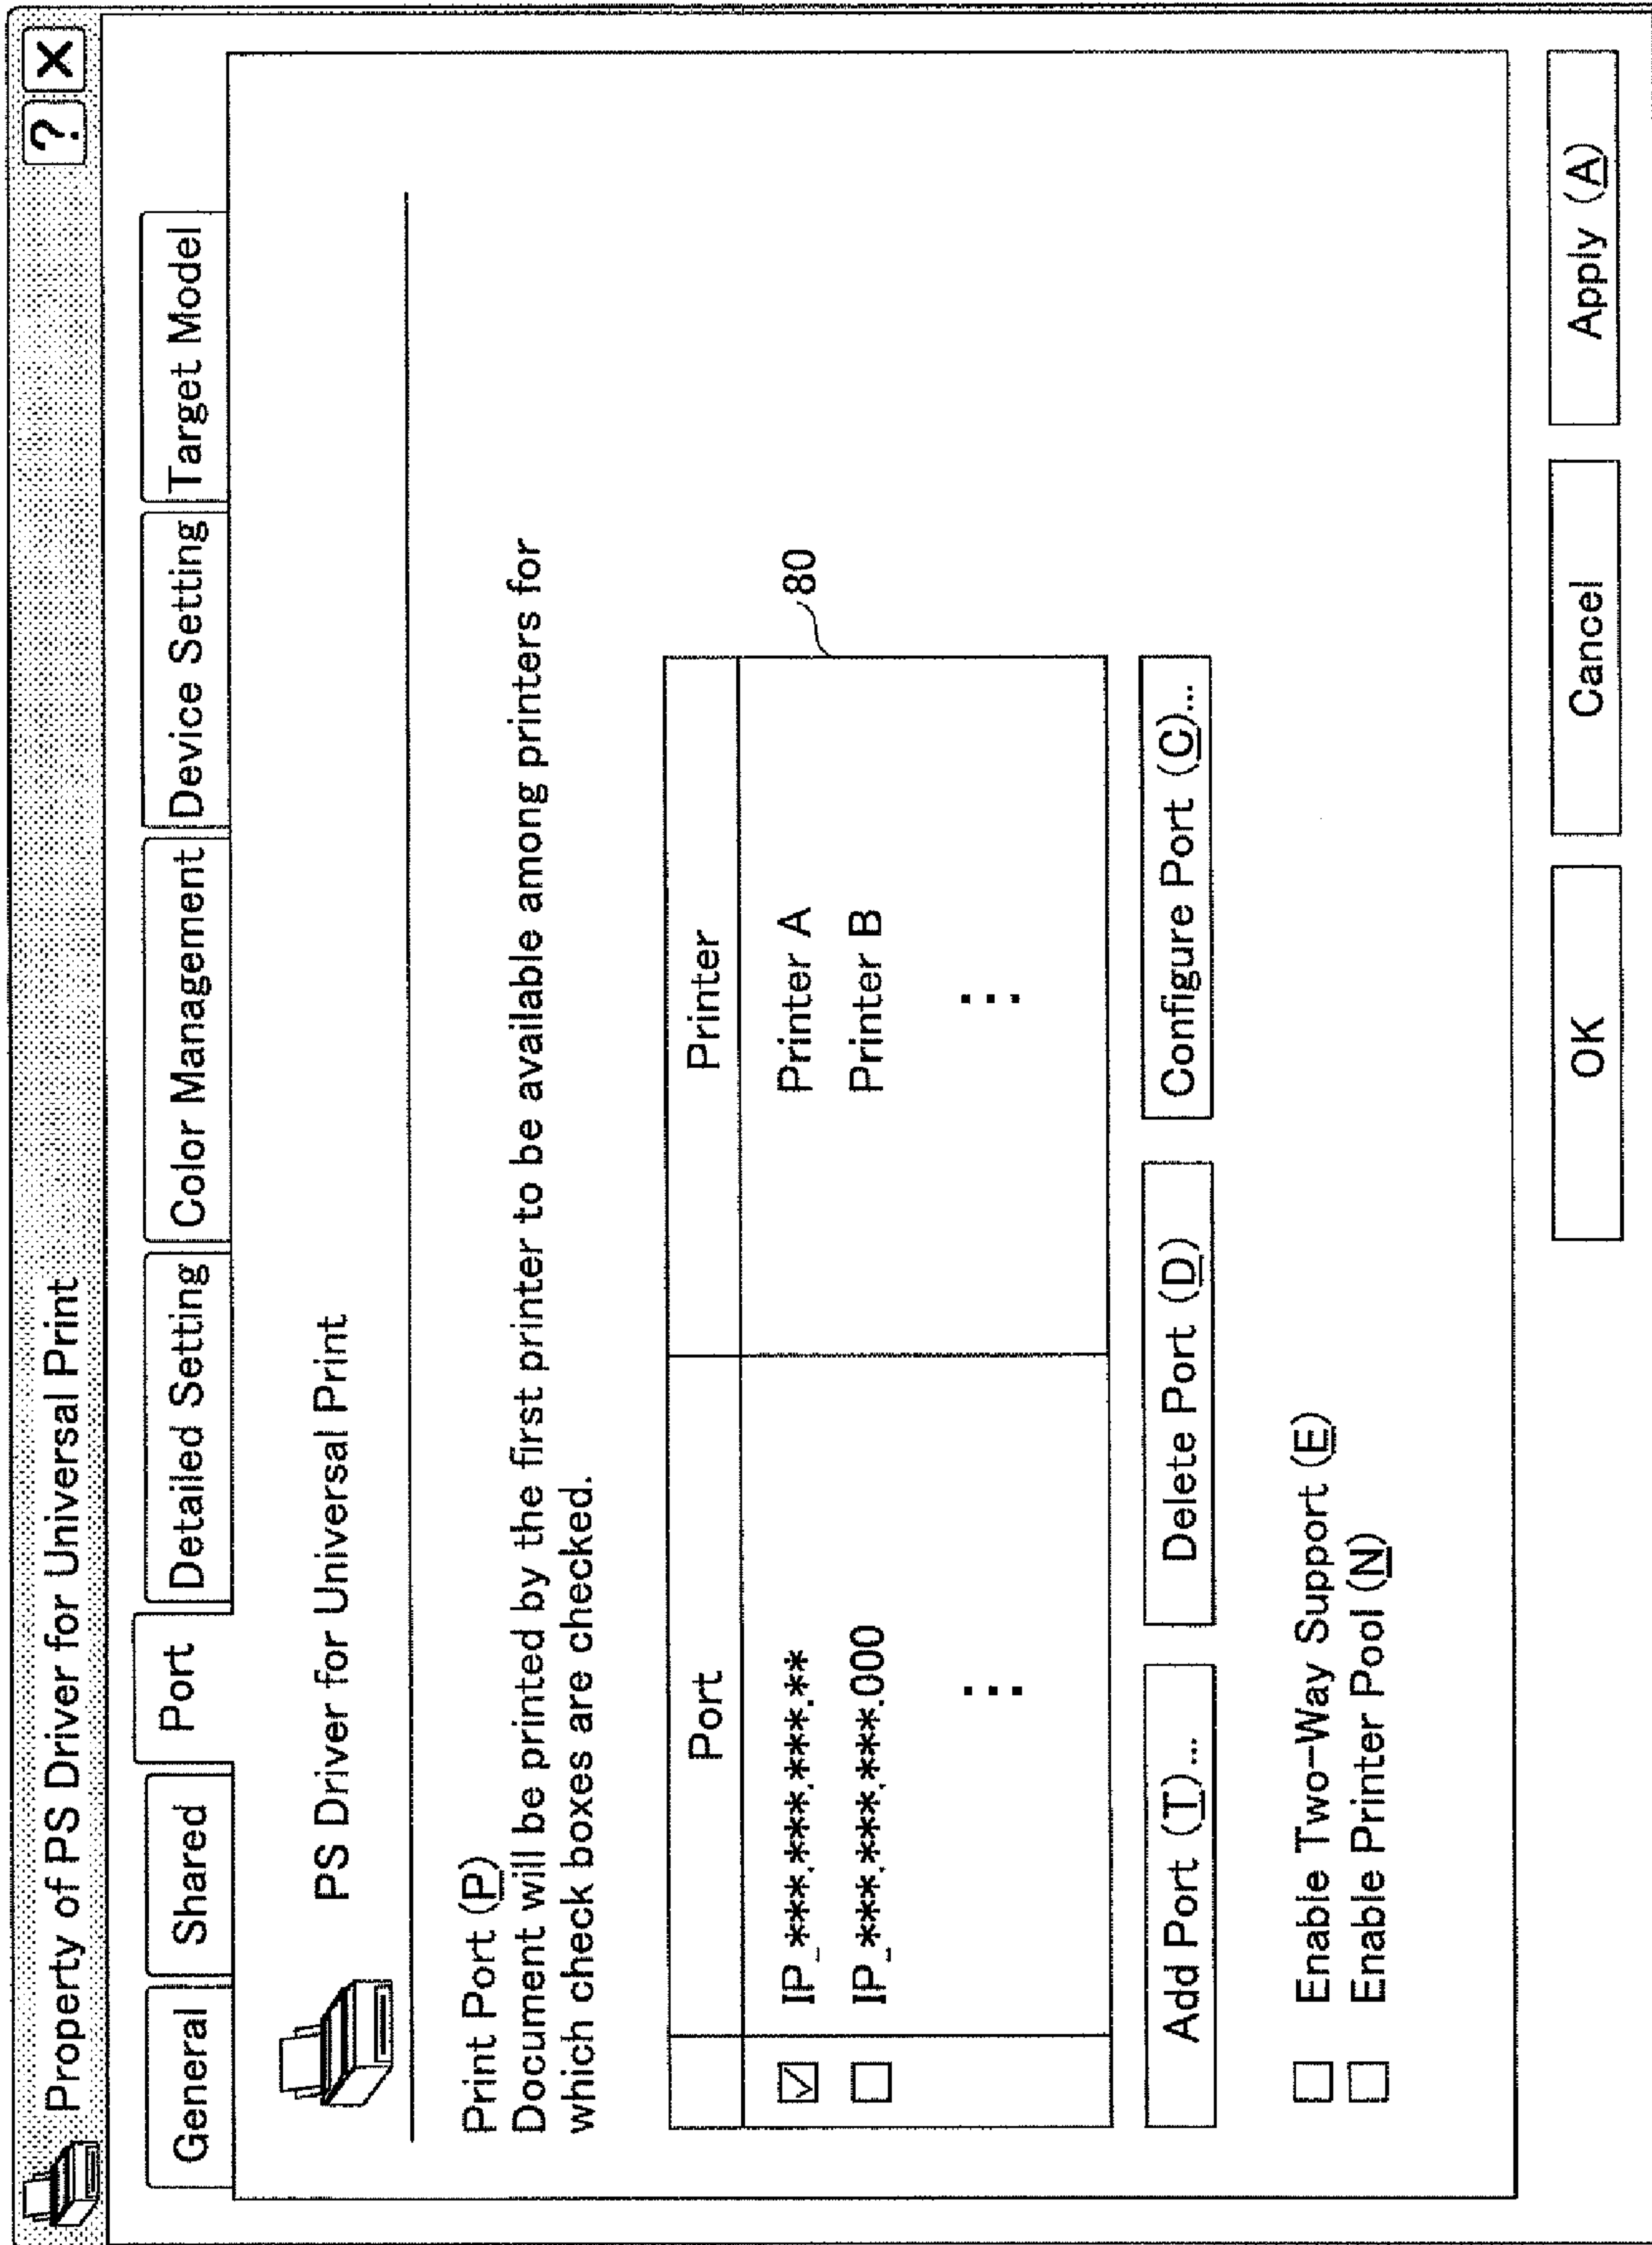 Property of PS Driver for Universal Print ? X
General Shared Port Detailed Setting Color Management Device Setting Target Model
PS Driver for Universal Print
Print Port (P)
Document will be printed by the first printer to be available among printers for
which check boxes are checked.
Port Printer
IP_***.***.***.** Printer A
IP_***.***.***.000 Printer B
... ...
80
Add Port (T)... Delete Port (D) Configure Port (C)...
Enable Two-Way Support (E)
Enable Printer Pool (N)
OK Cancel Apply (A)